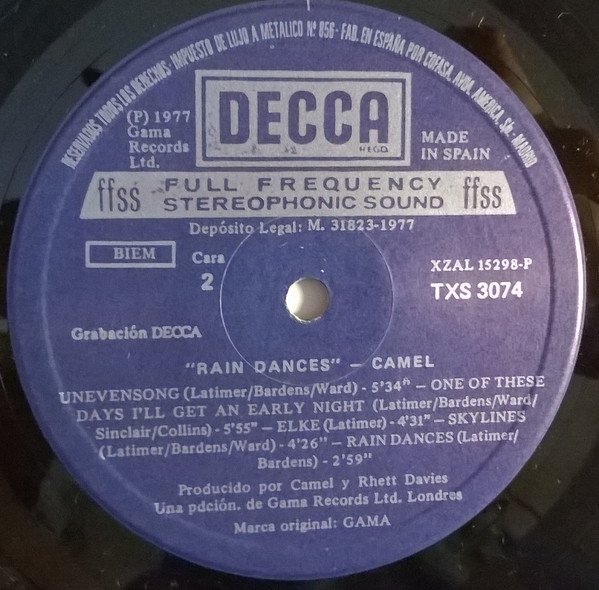 RESERVADOS TODOS LOS DERECHOS - IMPUESTO DE LUJO A METALICO Nº 856 - FAB. EN ESPAÑA POR COFASA, AVDA. AMERICA, S/n. - MADRID
(P) 1977
Gama
Records
Ltd.
DECCA
REGD.
MADE
IN SPAIN
ffss FULL FREQUENCY STEREOPHONIC SOUND ffss
Depósito Legal: M. 31823-1977
BIEM
Cara
2
XZAL 15298-P
TXS 3074
Grabación DECCA
"RAIN DANCES" — CAMEL
UNEVENSONG (Latimer/Bardens/Ward) - 5'34" — ONE OF THESE
DAYS I'LL GET AN EARLY NIGHT (Latimer/Bardens/Ward/
Sinclair/Collins) - 5'55" — ELKE (Latimer) - 4'31" — SKYLINES
(Latimer/Bardens/Ward) - 4'26" — RAIN DANCES (Latimer/
Bardens) - 2'59"
Producido por Camel y Rhett Davies
Una pdción. de Gama Records Ltd. Londres
Marca original: GAMA